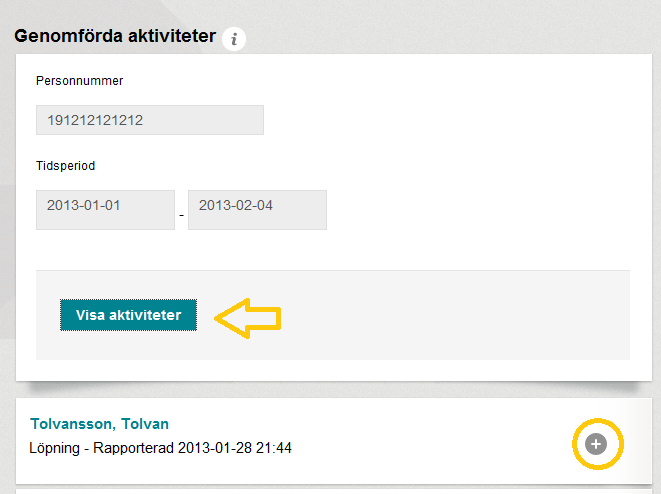 Genomförda aktiviteter i
Personnummer
191212121212
Tidsperiod
2013-01-01 - 2013-02-04
Visa aktiviteter
Tolvansson, Tolvan
Löpning - Rapporterad 2013-01-28 21:44